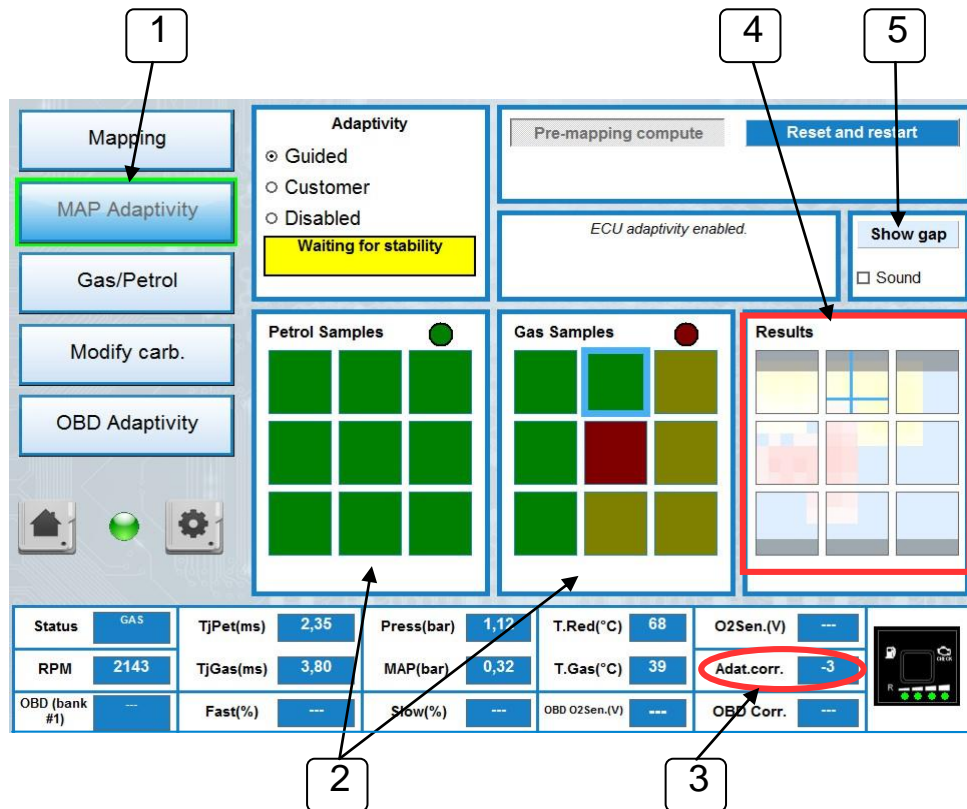 1
4
5
Mapping
MAP Adaptivity
Gas/Petrol
Modify carb.
OBD Adaptivity
Adaptivity
Guided
Customer
Disabled
Waiting for stability
Pre-mapping compute
Reset and restart
ECU adaptivity enabled.
Show gap
Sound
Petrol Samples
Gas Samples
Results
Status GAS TjPet(ms) 2,35 Press(bar) 1,12 T.Red(°C) 68 O2Sen.(V) ---
RPM 2143 TjGas(ms) 3,80 MAP(bar) 0,32 T.Gas(°C) 39 Adat.corr. -3
OBD (bank #1) --- Fast(%) --- Slow(%) --- OBD O2Sen.(V) --- OBD Corr. ---
CHECK
R
2
3